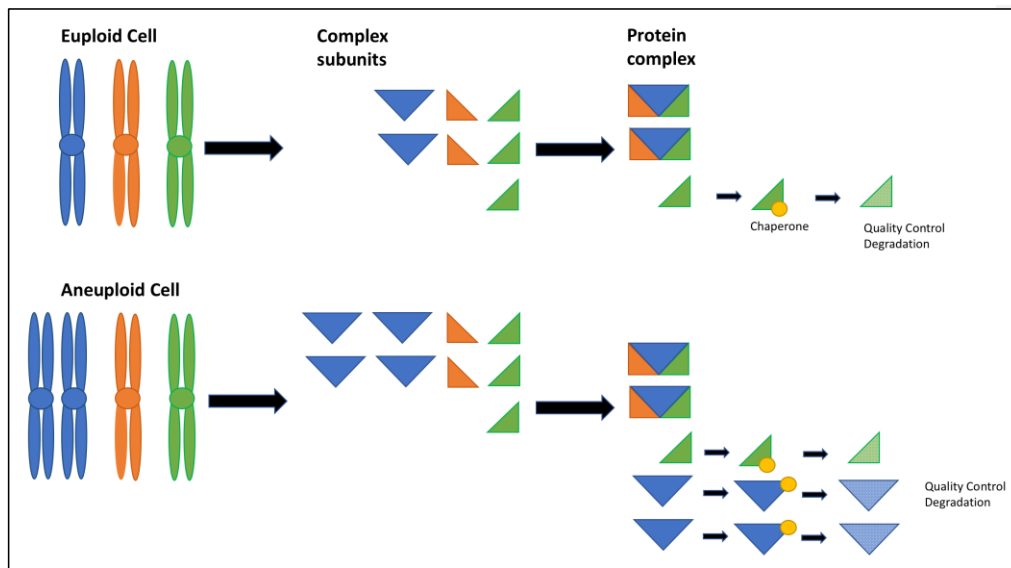 Euploid Cell
Complex
subunits
Protein
complex
Chaperone
Quality Control
Degradation
Aneuploid Cell
Quality Control
Degradation